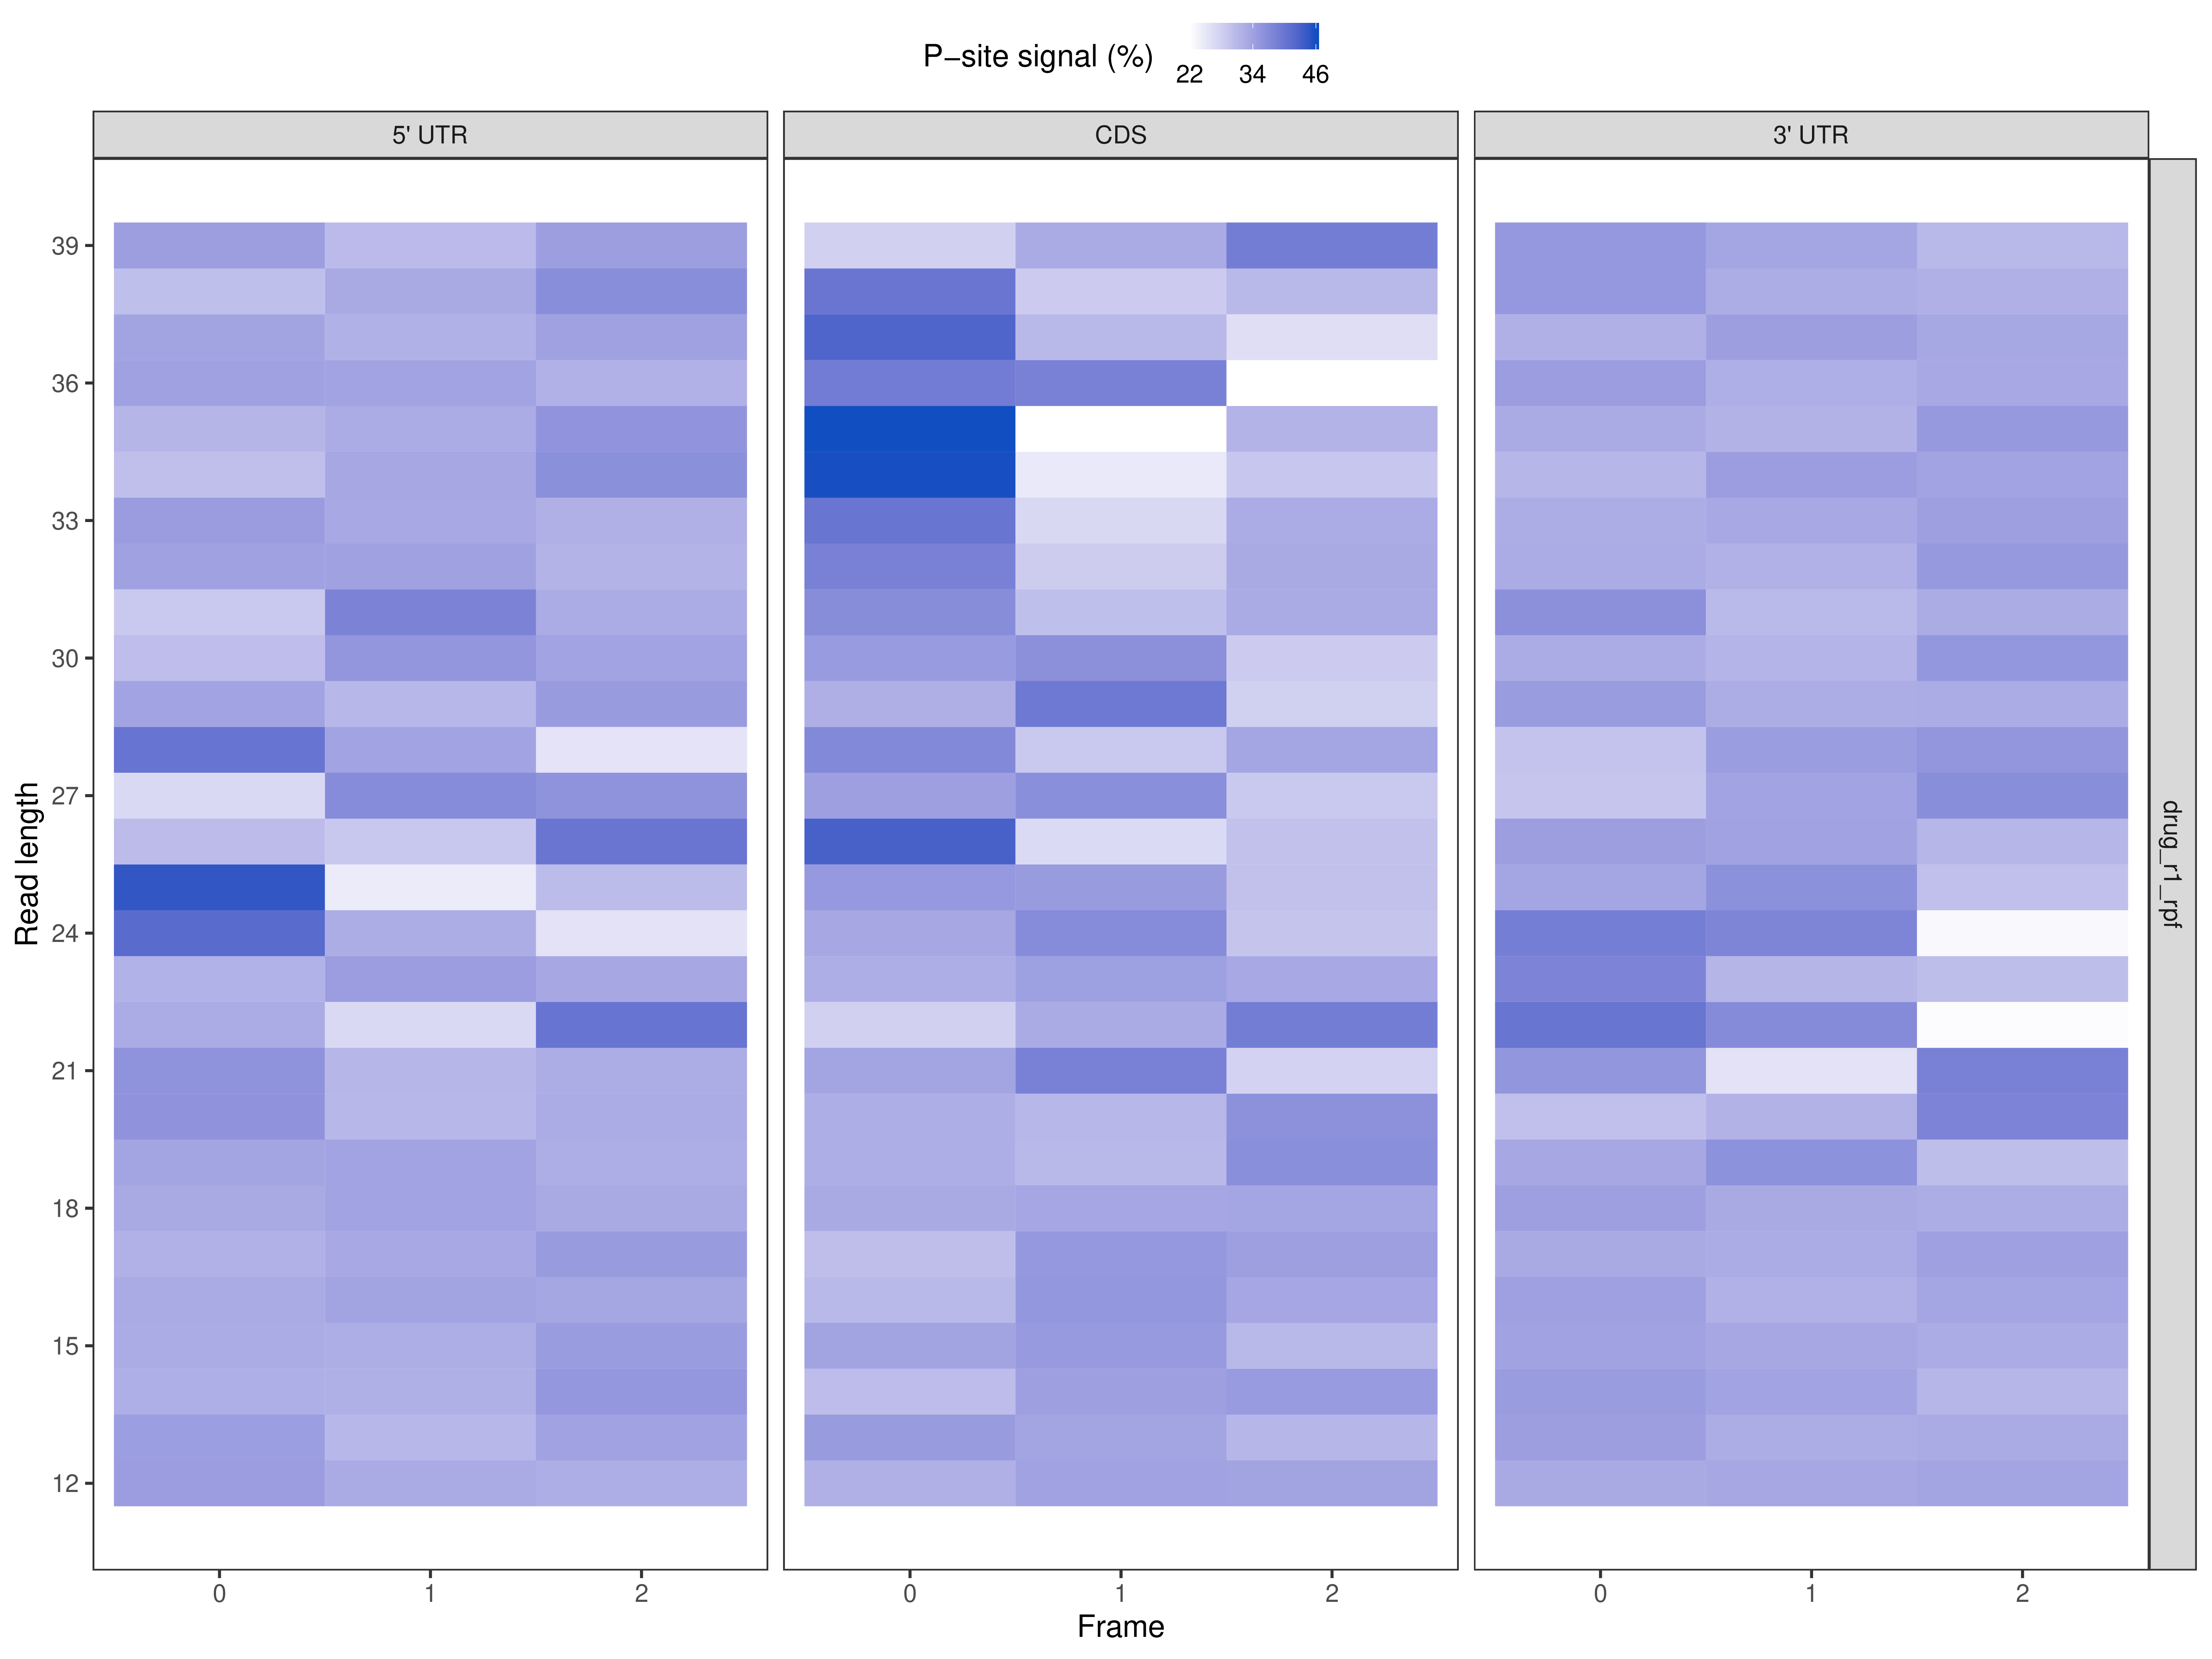 P−site signal (%)
22 34 46
5' UTR
CDS
3' UTR
drug_r1_rpf
Read length
39
36
33
30
27
24
21
18
15
12
0 1 2
0 1 2
0 1 2
Frame